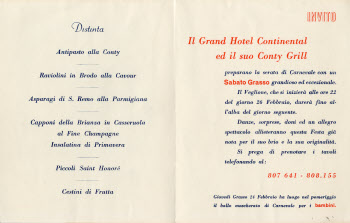 Distinta
Antipasto alla Conty
Raviolini in Brodo alla Cavour
Asparagi di S. Remo alla Parmigiana
Capponi della Brianza in Casseruola
al Fine Champagne
Insalatina di Primavera
Piccoli Saint Honoré
Cestini di Frutta
INVITO
Il Grand Hotel Continental
ed il suo Conty Grill
preparano la serata di Carnevale con un
Sabato Grasso grandioso ed eccezionale.
Il Veglione, che si inizierà alle ore 22
del giorno 26 Febbraio, durerà fino al-
l'alba del giorno seguente.
Danze, sorprese, doni ed un allegro
spettacolo allieteranno questa Festa già
nota per il suo brio e la sua originalità.
Si prega di prenotare i tavoli
telefonando ai:
807 641 - 808.155
Giovedì Grasso 24 Febbraio ha luogo nel pomeriggio
il ballo mascherato di Carnevale per i bambini.